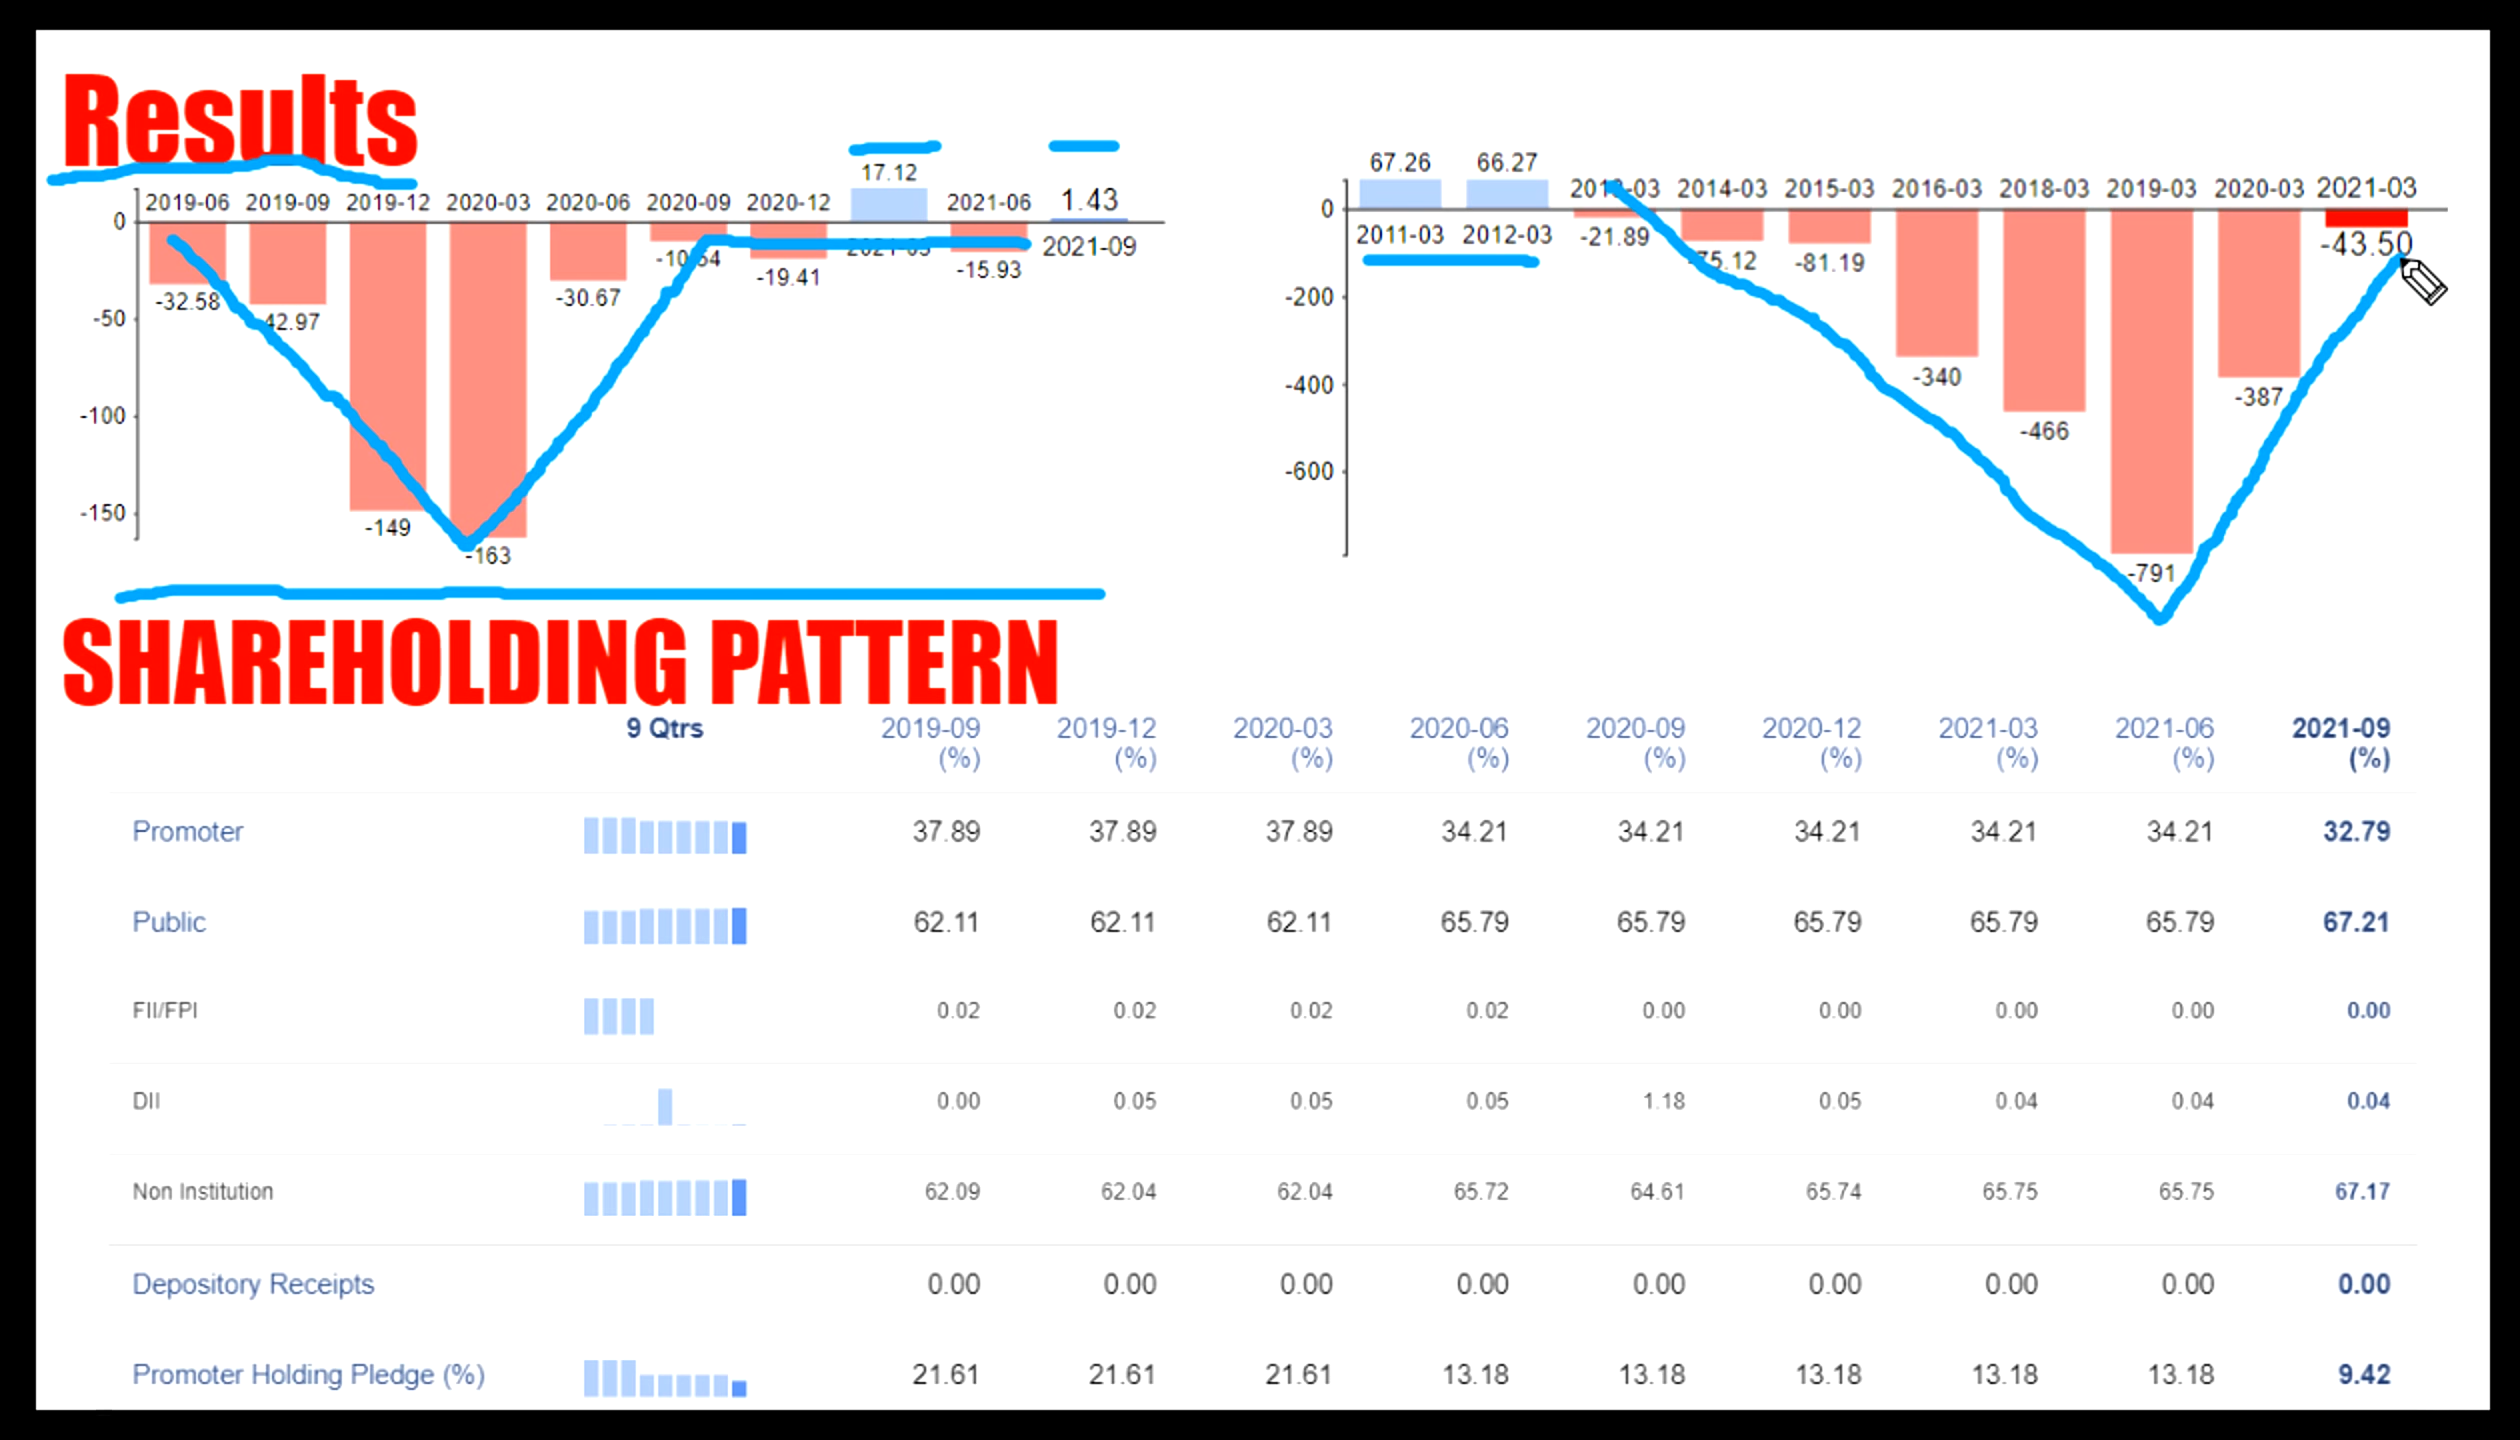 Results
17.12
2019-06 2019-09 2019-12 2020-03 2020-06 2020-09 2020-12 2021-06 1.43
0
-32.58 -42.97 -149 -163 -30.67 -10.54 -19.41 2021-03 -15.93 2021-09
-50
-100
-150
67.26 66.27
2013-03 2014-03 2015-03 2016-03 2018-03 2019-03 2020-03 2021-03
0
2011-03 2012-03 -21.89 -75.12 -81.19 -340 -466 -791 -387 -43.50
-200
-400
-600
SHAREHOLDING PATTERN
9 Qtrs 2019-09 (%) 2019-12 (%) 2020-03 (%) 2020-06 (%) 2020-09 (%) 2020-12 (%) 2021-03 (%) 2021-06 (%) 2021-09 (%)
Promoter 37.89 37.89 37.89 34.21 34.21 34.21 34.21 34.21 32.79
Public 62.11 62.11 62.11 65.79 65.79 65.79 65.79 65.79 67.21
FII/FPI 0.02 0.02 0.02 0.02 0.00 0.00 0.00 0.00 0.00
DII 0.00 0.05 0.05 0.05 1.18 0.05 0.04 0.04 0.04
Non Institution 62.09 62.04 62.04 65.72 64.61 65.74 65.75 65.75 67.17
Depository Receipts 0.00 0.00 0.00 0.00 0.00 0.00 0.00 0.00 0.00
Promoter Holding Pledge (%) 21.61 21.61 21.61 13.18 13.18 13.18 13.18 13.18 9.42